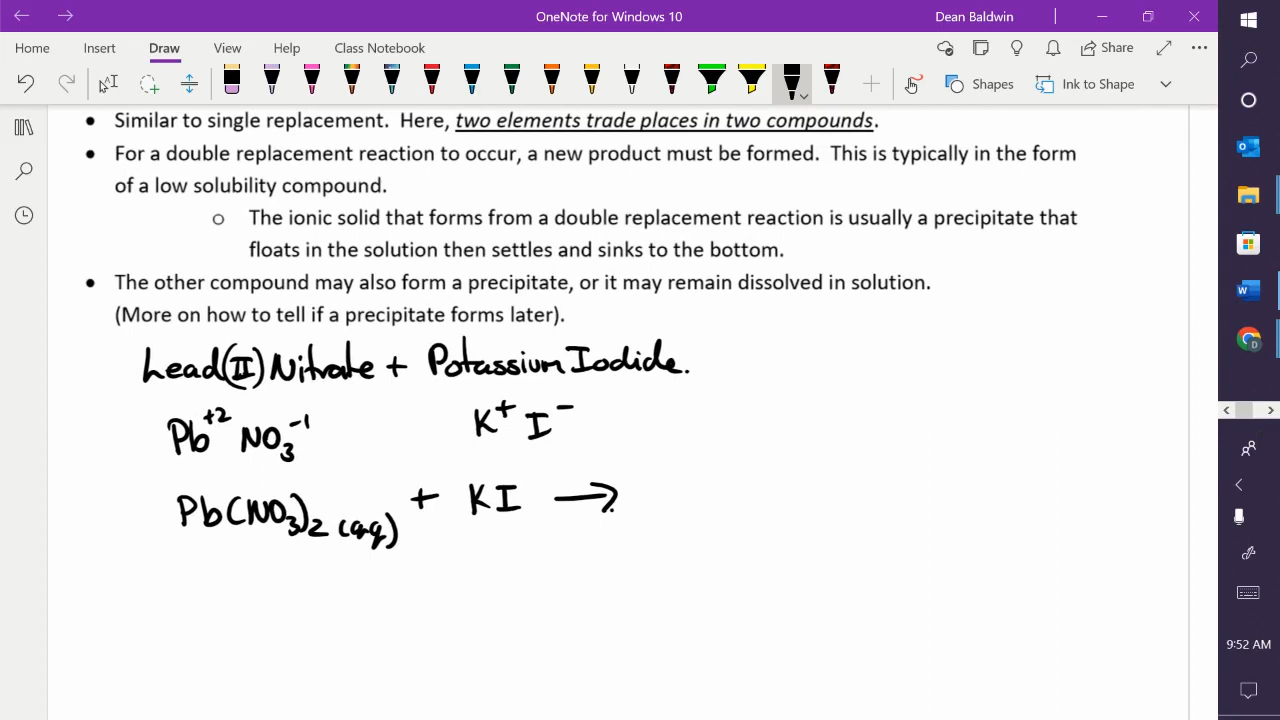 OneNote for Windows 10
Dean Baldwin
Home Insert Draw View Help Class Notebook
Share
Shapes
Ink to Shape
• Similar to single replacement. Here, two elements trade places in two compounds.
• For a double replacement reaction to occur, a new product must be formed. This is typically in the form
of a low solubility compound.
o The ionic solid that forms from a double replacement reaction is usually a precipitate that
floats in the solution then settles and sinks to the bottom.
• The other compound may also form a precipitate, or it may remain dissolved in solution.
(More on how to tell if a precipitate forms later).
Lead(II) Nitrate + Potassium Iodide.
Pb⁺² NO₃⁻¹ K⁺ I⁻
Pb(NO₃)₂ (aq) + KI →
9:52 AM